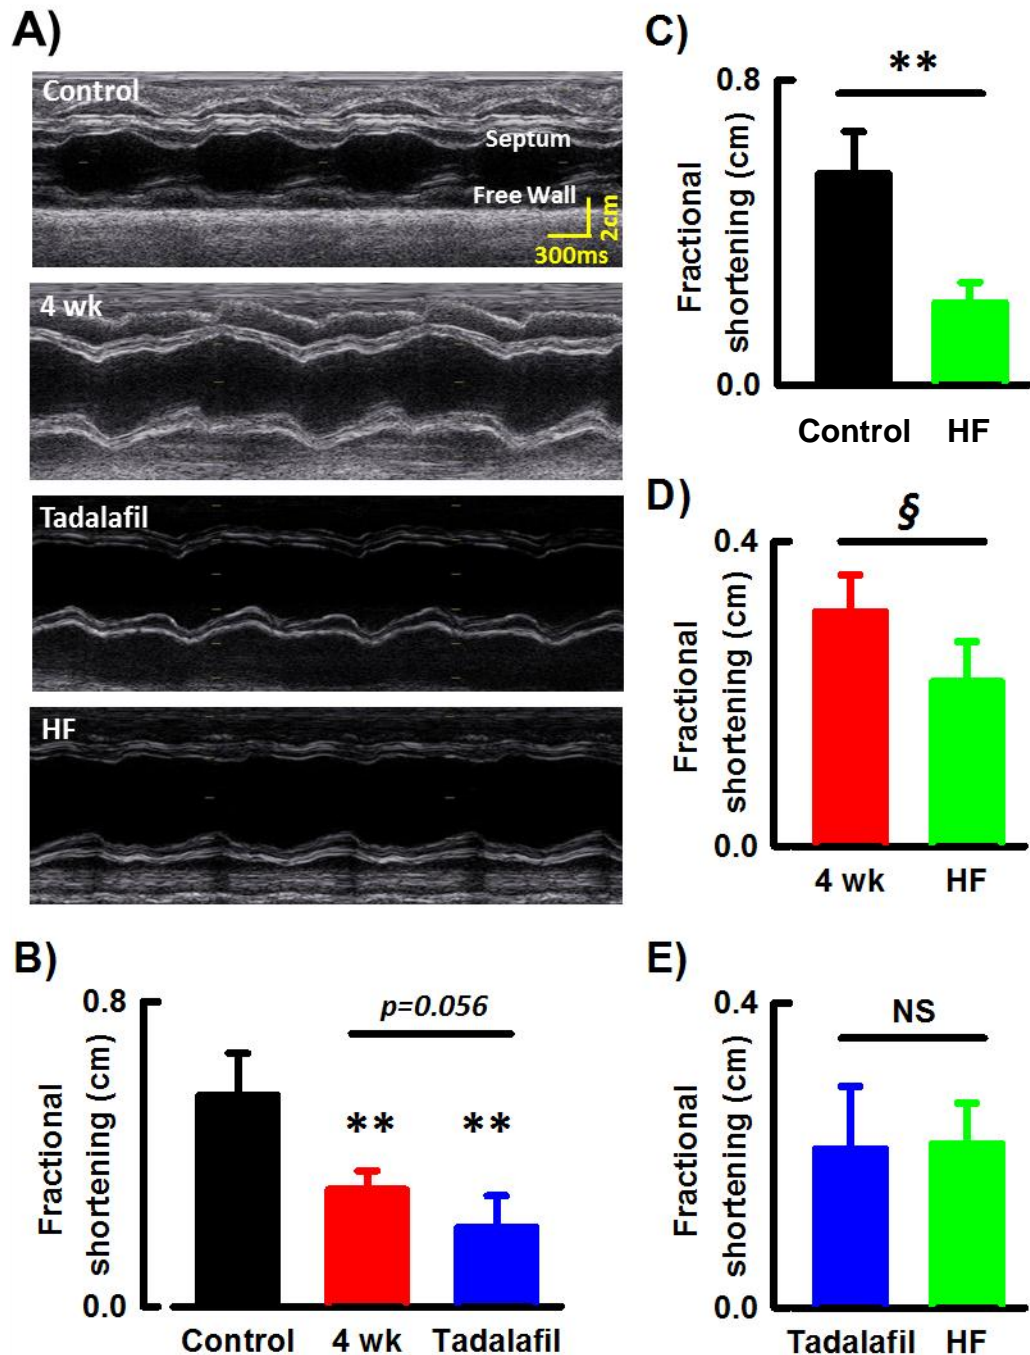 A)
Control
Septum
Free Wall
2cm
300ms
4 wk
Tadalafil
HF
B)
0.8
p=0.056
Fractional
shortening (cm)
** **
0.0
Control 4 wk Tadalafil
C)
**
0.8
Fractional
shortening (cm)
0.0
Control HF
D)
§
0.4
Fractional
shortening (cm)
0.0
4 wk HF
E)
0.4
NS
Fractional
shortening (cm)
0.0
Tadalafil HF